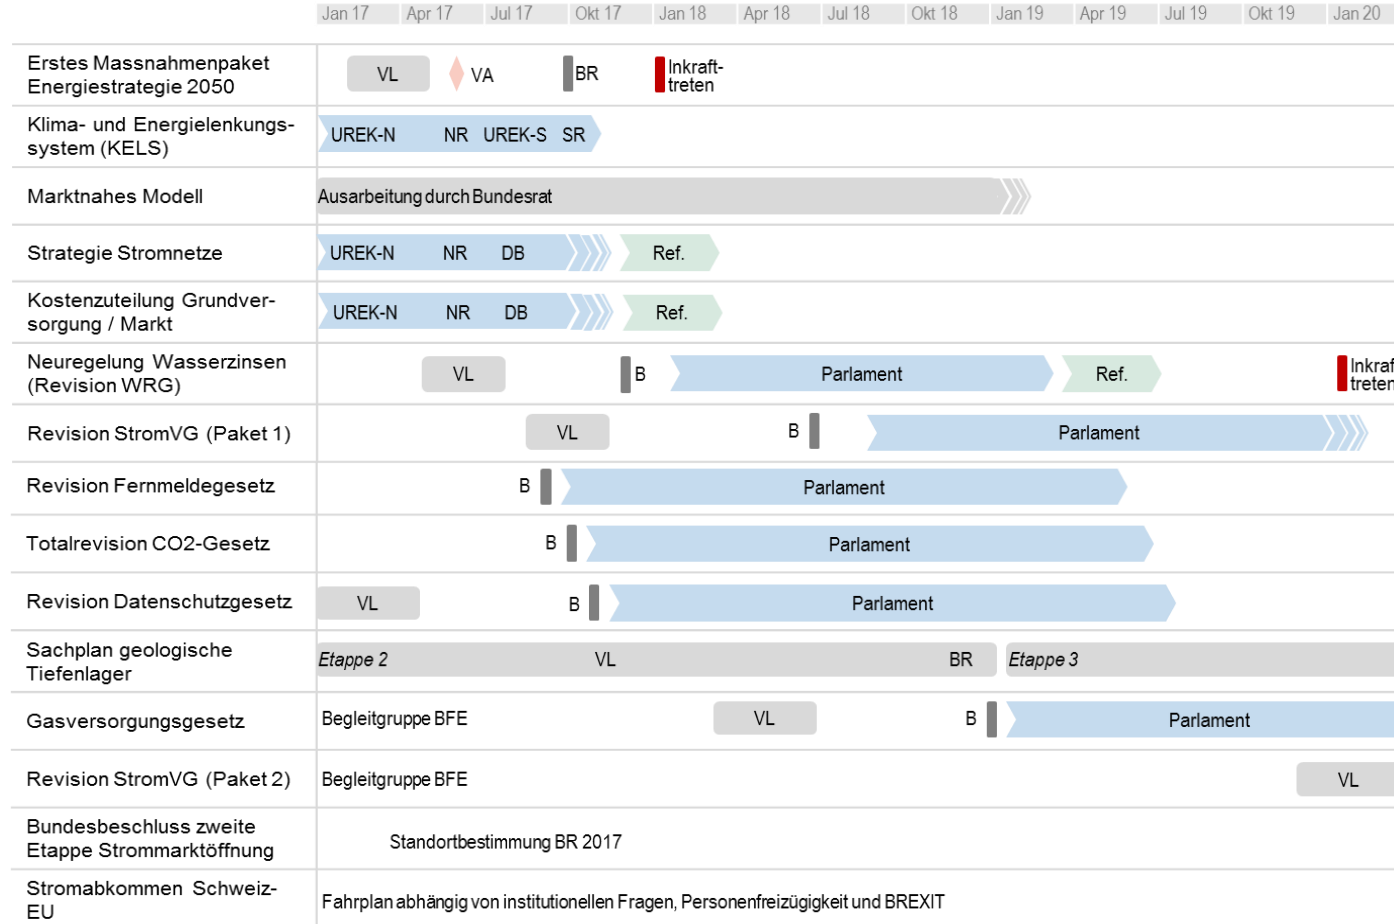 Jan 17 Apr 17 Jul 17 Okt 17 Jan 18 Apr 18 Jul 18 Okt 18 Jan 19 Apr 19 Jul 19 Okt 19 Jan 20
Erstes Massnahmenpaket
Energiestrategie 2050
VL VA BR Inkraft-
treten
Klima- und Energielenkungs-
system (KELS)
UREK-N NR UREK-S SR
Marktnahes Modell
Ausarbeitung durch Bundesrat
Strategie Stromnetze
UREK-N NR DB Ref.
Kostenzuteilung Grundver-
sorgung / Markt
UREK-N NR DB Ref.
Neuregelung Wasserzinsen
(Revision WRG)
VL B Parlament Ref. Inkraf
treten
Revision StromVG (Paket 1)
VL B Parlament
Revision Fernmeldegesetz
B Parlament
Totalrevision CO2-Gesetz
B Parlament
Revision Datenschutzgesetz
VL B Parlament
Sachplan geologische
Tiefenlager
Etappe 2 VL BR Etappe 3
Gasversorgungsgesetz
Begleitgruppe BFE VL B Parlament
Revision StromVG (Paket 2)
Begleitgruppe BFE VL
Bundesbeschluss zweite
Etappe Strommarktöffnung
Standortbestimmung BR 2017
Stromabkommen Schweiz-
EU
Fahrplan abhängig von institutionellen Fragen, Personenfreizügigkeit und BREXIT